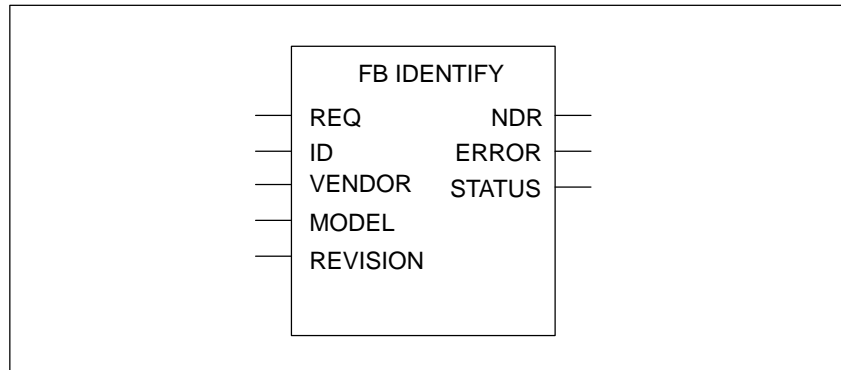 FB IDENTIFY
REQ NDR
ID ERROR
VENDOR STATUS
MODEL
REVISION